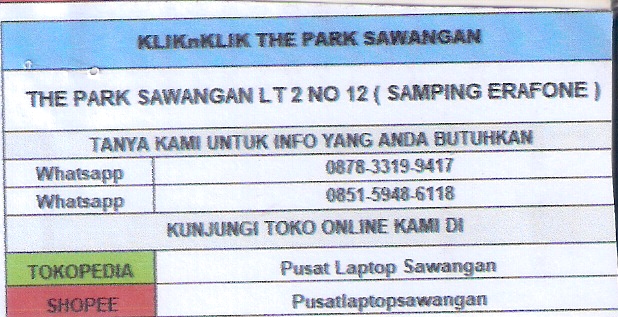 KLIKnKLIK THE PARK SAWANGAN
THE PARK SAWANGAN LT 2 NO 12 ( SAMPING ERAFONE )
TANYA KAMI UNTUK INFO YANG ANDA BUTUHKAN
Whatsapp 0878-3319-9417
Whatsapp 0851-5948-6118
KUNJUNGI TOKO ONLINE KAMI DI
TOKOPEDIA Pusat Laptop Sawangan
SHOPEE Pusatlaptopsawangan